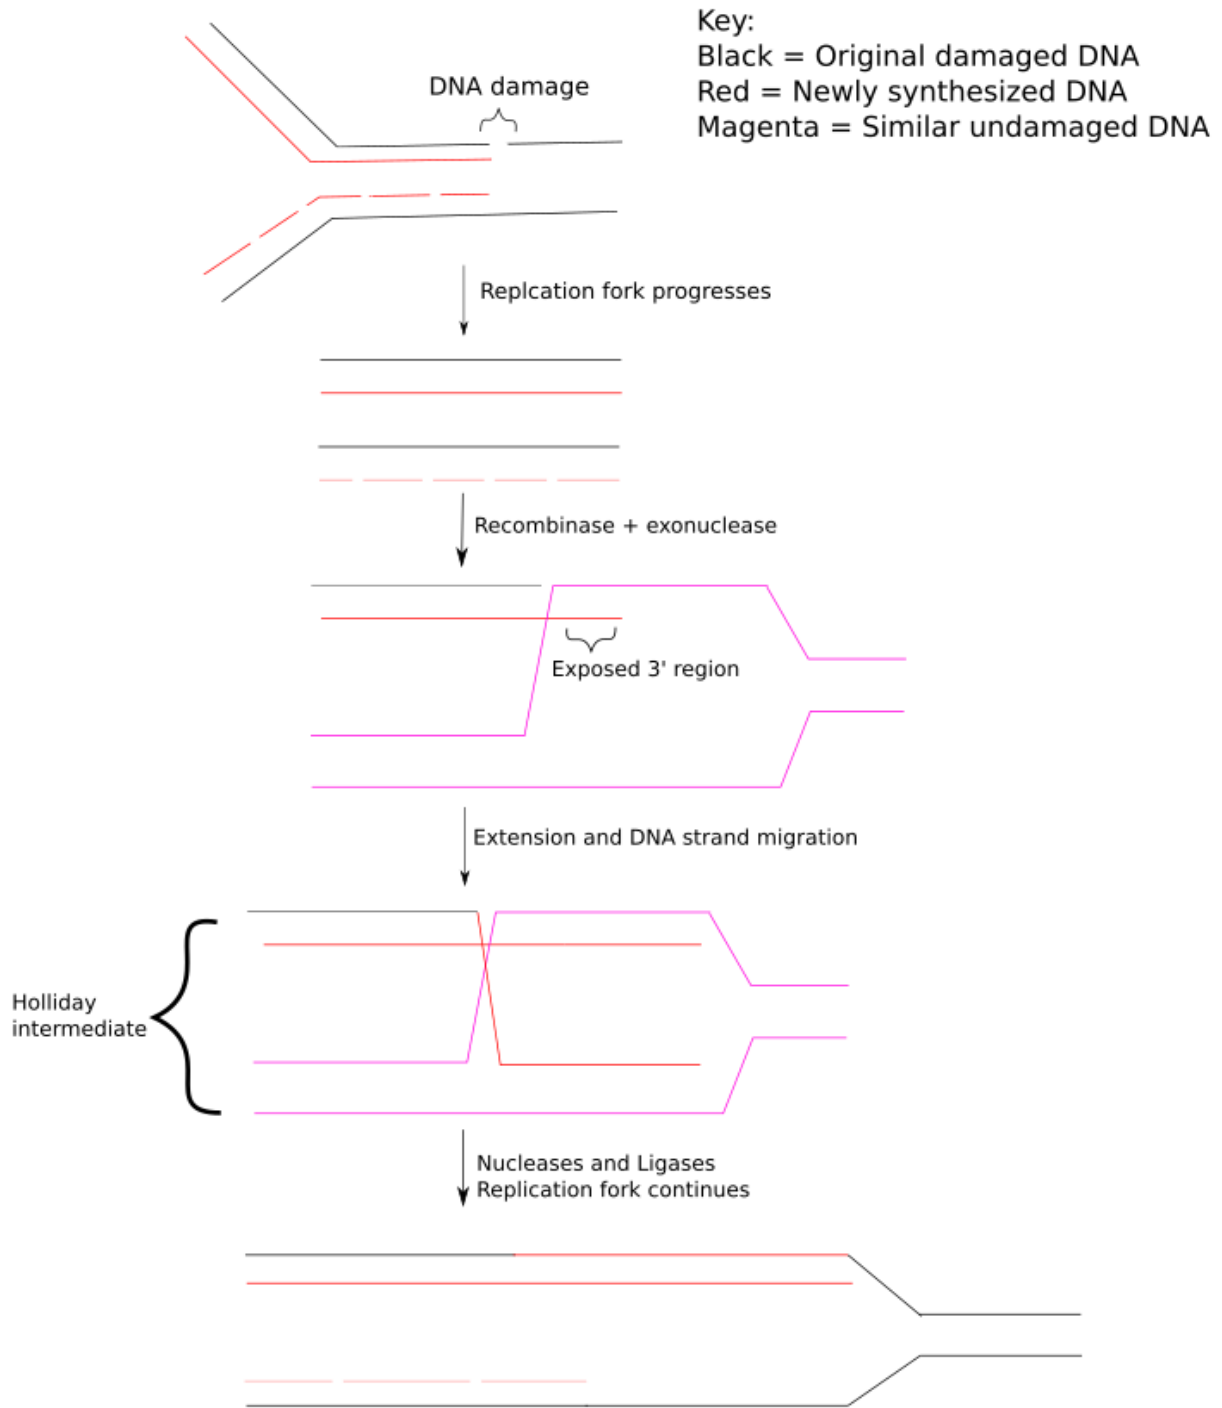 Key:
Black = Original damaged DNA
Red = Newly synthesized DNA
Magenta = Similar undamaged DNA
DNA damage
Replcation fork progresses
Recombinase + exonuclease
Exposed 3' region
Extension and DNA strand migration
Holliday
intermediate
Nucleases and Ligases
Replication fork continues